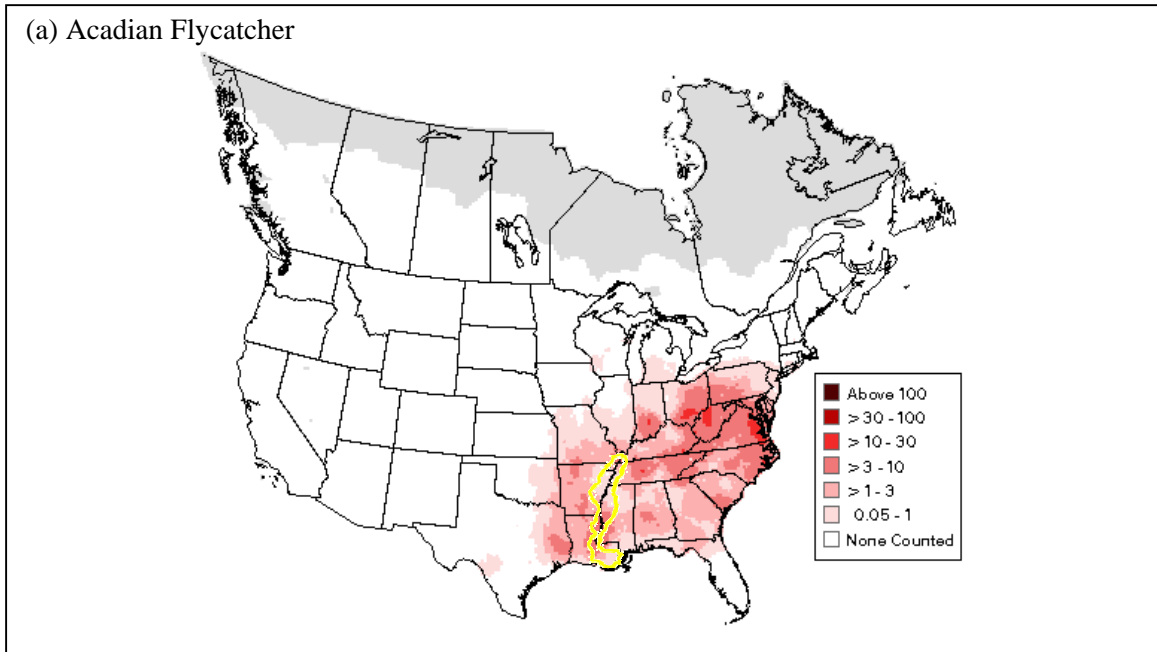 (a) Acadian Flycatcher
Above 100
> 30 - 100
> 10 - 30
> 3 - 10
> 1 - 3
0.05 - 1
None Counted